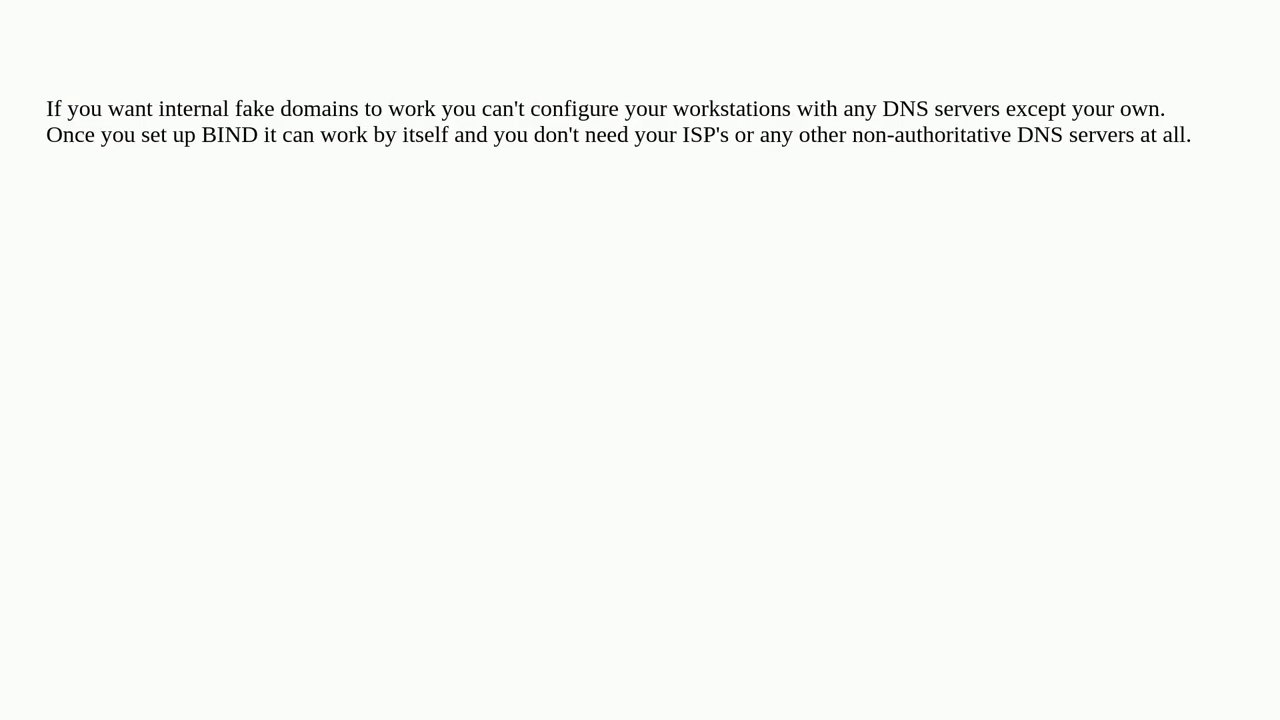 If you want internal fake domains to work you can't configure your workstations with any DNS servers except your own.
Once you set up BIND it can work by itself and you don't need your ISP's or any other non-authoritative DNS servers at all.